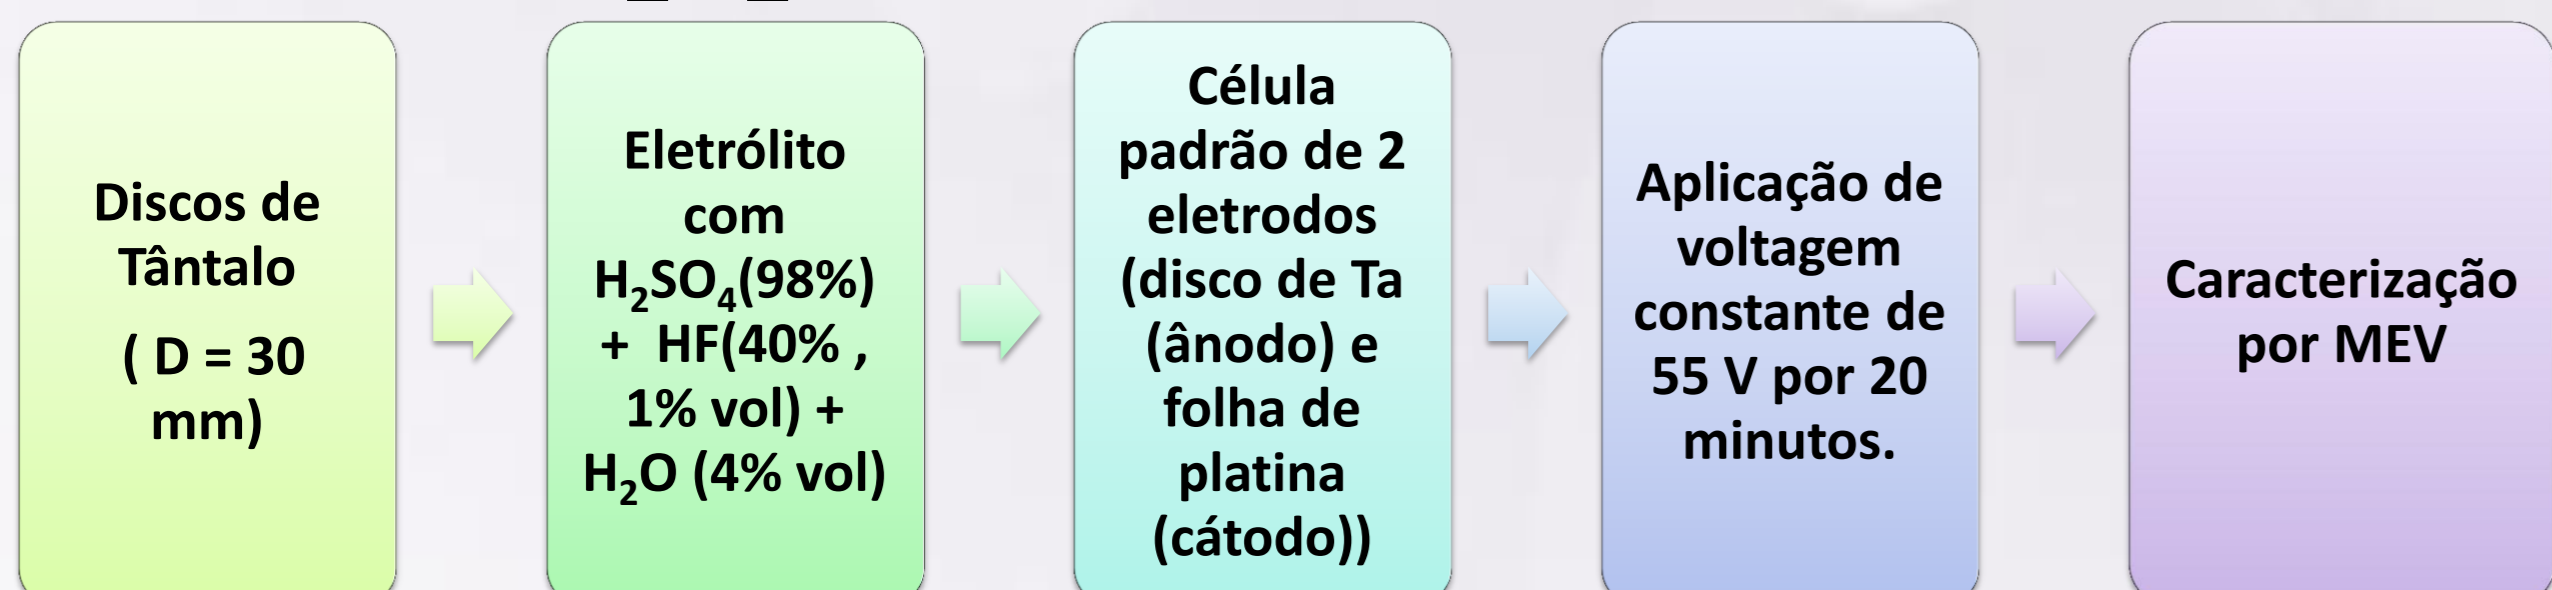 Discos de
Tântalo
( D = 30
mm)
Eletrólito
com
H₂SO₄(98%)
+ HF(40% ,
1% vol) +
H₂O (4% vol)
Célula
padrão de 2
eletrodos
(disco de Ta
(ânodo) e
folha de
platina
(cátodo))
Aplicação de
voltagem
constante de
55 V por 20
minutos.
Caracterização
por MEV